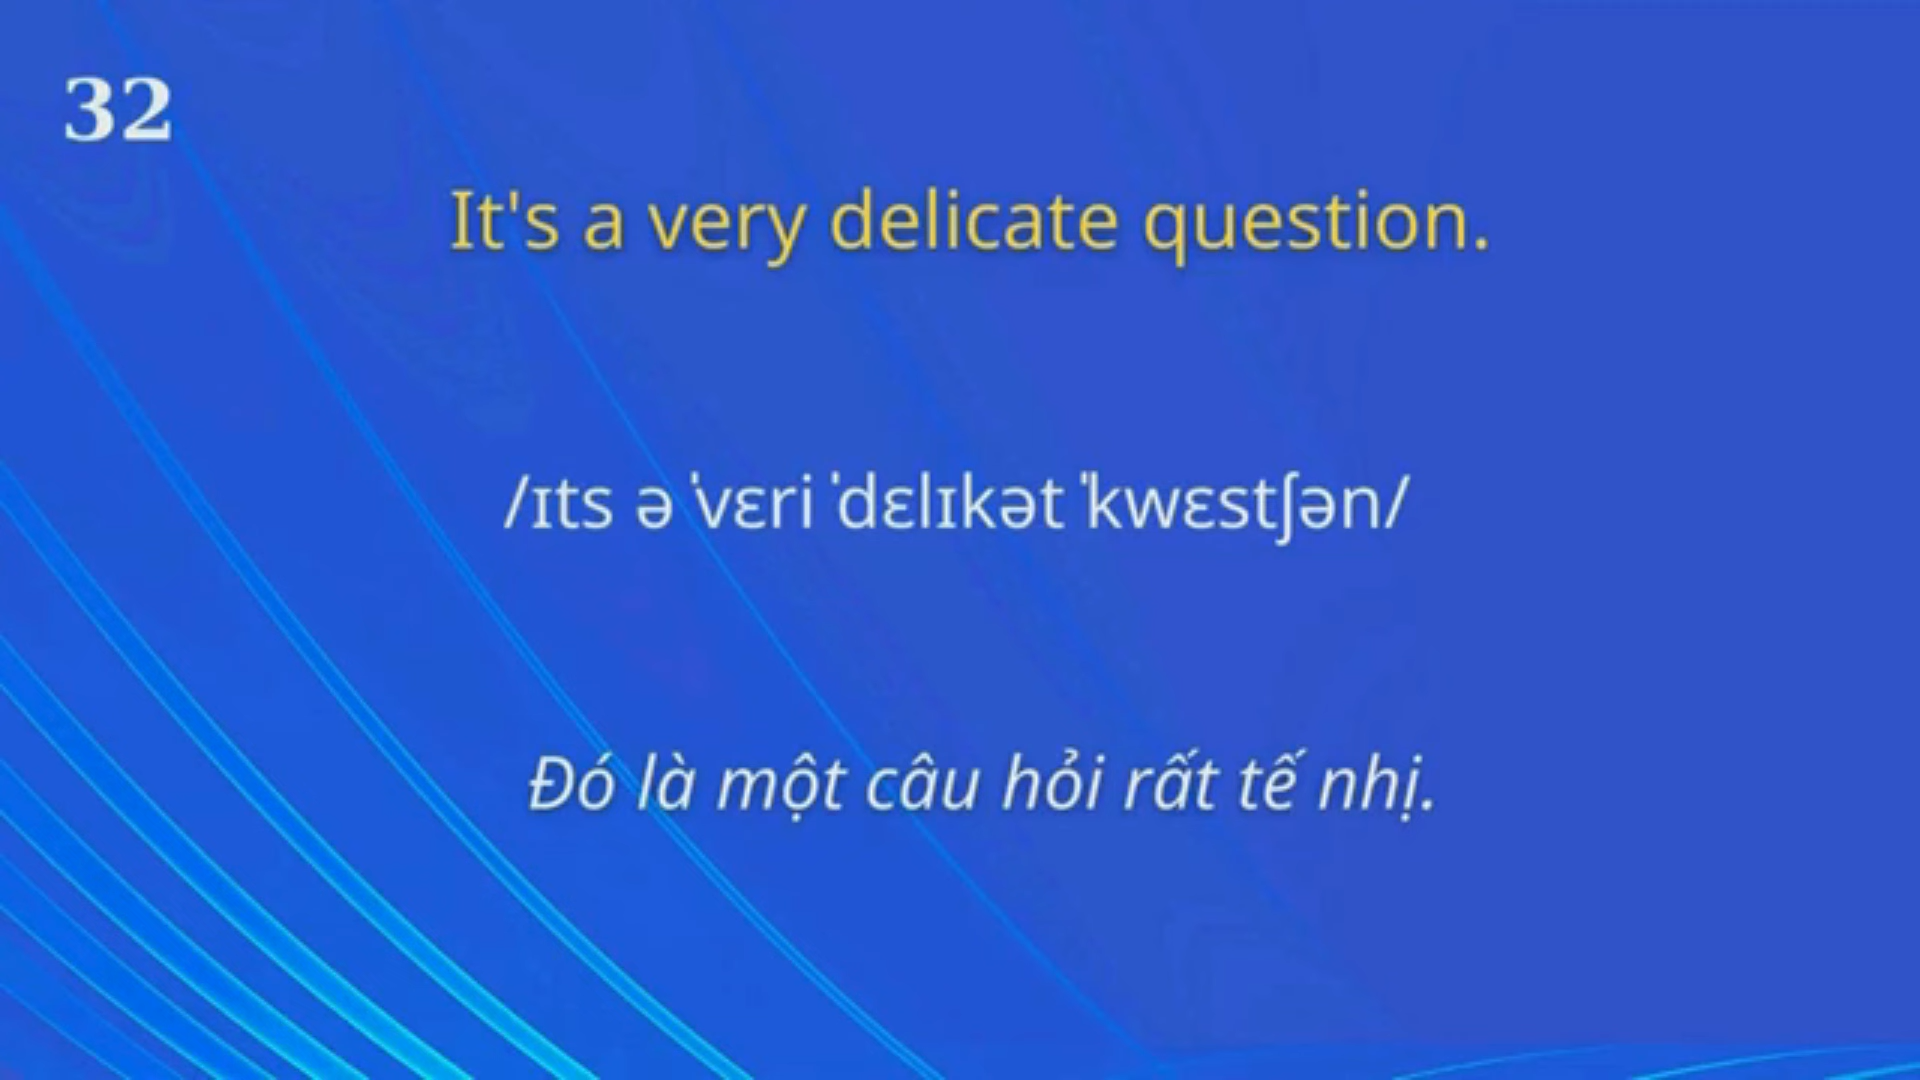 32
It's a very delicate question.
/ɪts ə ˈvɛri ˈdɛlɪkət ˈkwɛstʃən/
Đó là một câu hỏi rất tế nhị.